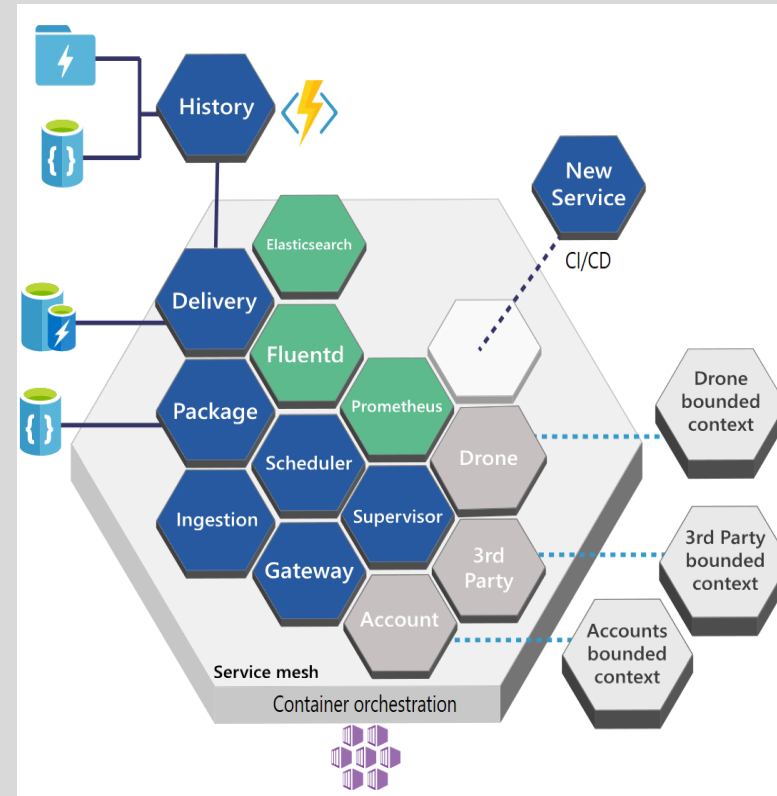 History
New
Service
CI/CD
Elasticsearch
Delivery
Fluentd
Package
Prometheus
Drone
bounded
context
Scheduler
Drone
Ingestion
Supervisor
Gateway
3rd
Party
3rd Party
bounded
context
Account
Accounts
bounded
context
Service mesh
Container orchestration